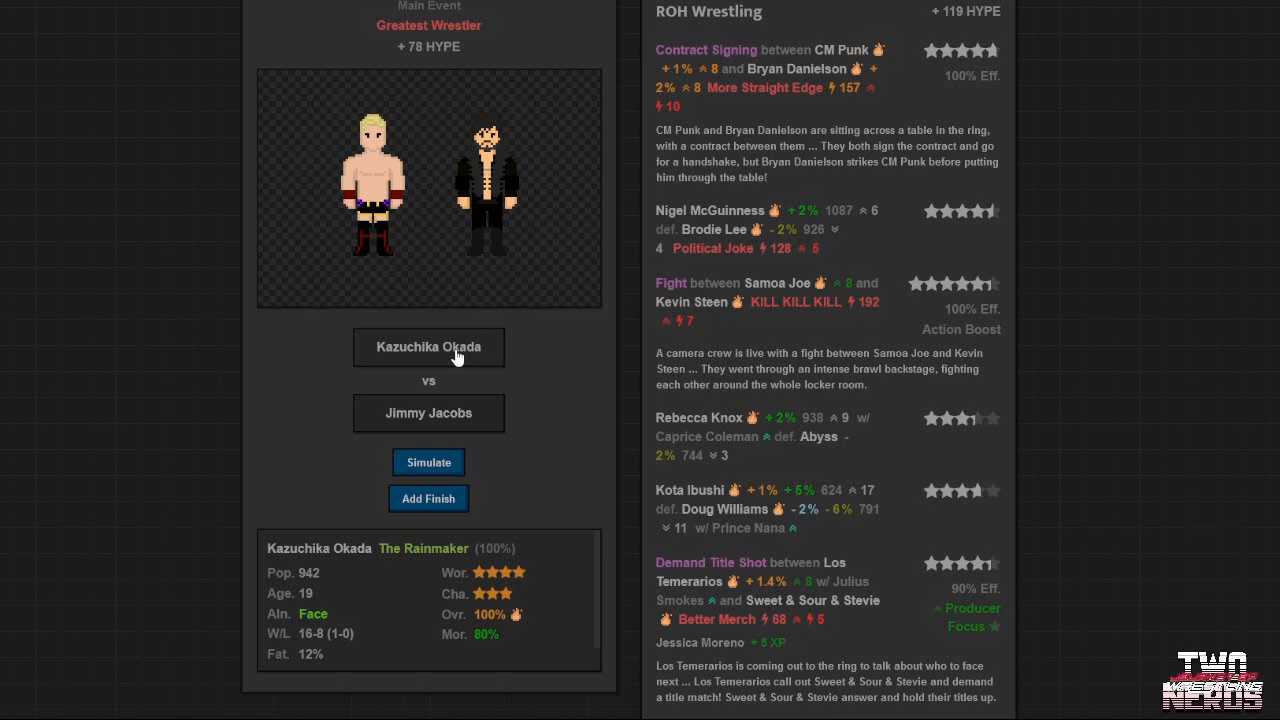 Main Event
Greatest Wrestler
+ 78 HYPE
Kazuchika Okada
vs
Jimmy Jacobs
Simulate
Add Finish
Kazuchika Okada The Rainmaker (100%)
Pop. 942 Wor.
Age. 19 Cha.
Aln. Face Ovr. 100%
W/L 16-8 (1-0) Mor. 80%
Fat. 12%
ROH Wrestling + 119 HYPE
Contract Signing between CM Punk
+ 1% 8 and Bryan Danielson +
2% 8 More Straight Edge 157
10
100% Eff.
CM Punk and Bryan Danielson are sitting across a table in the ring,
with a contract between them ... They both sign the contract and go
for a handshake, but Bryan Danielson strikes CM Punk before putting
him through the table!
Nigel McGuinness + 2% 1087 6
def. Brodie Lee - 2% 926
4 Political Joke 128 5
Fight between Samoa Joe 8 and
Kevin Steen KILL KILL KILL 192
7
100% Eff.
Action Boost
A camera crew is live with a fight between Samoa Joe and Kevin
Steen ... They went through an intense brawl backstage, fighting
each other around the whole locker room.
Rebecca Knox + 2% 938 9 w/
Caprice Coleman def. Abyss -
2% 744 3
Kota Ibushi + 1% + 5% 624 17
def. Doug Williams - 2% - 6% 791
11 w/ Prince Nana
Demand Title Shot between Los
Temerarios + 1.4% 8 w/ Julius
Smokes and Sweet & Sour & Stevie
Better Merch 68 5
90% Eff.
Producer
Focus
Jessica Moreno + 5 XP
Los Temerarios is coming out to the ring to talk about who to face
next ... Los Temerarios call out Sweet & Sour & Stevie and demand
a title match! Sweet & Sour & Stevie answer and hold their titles up.
TWO
WRESTLING
NERDS